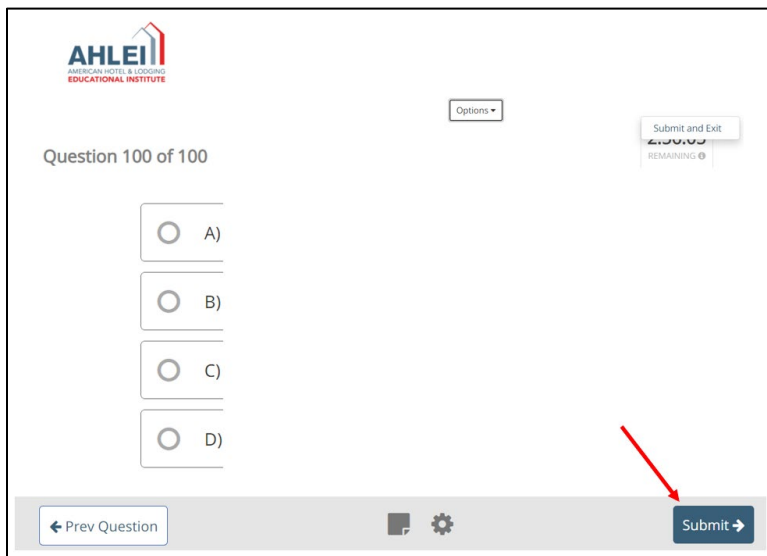 AHLEI
AMERICAN HOTEL & LODGING
EDUCATIONAL INSTITUTE
Options
Submit and Exit
Question 100 of 100
REMAINING
A)
B)
C)
D)
Prev Question
Submit